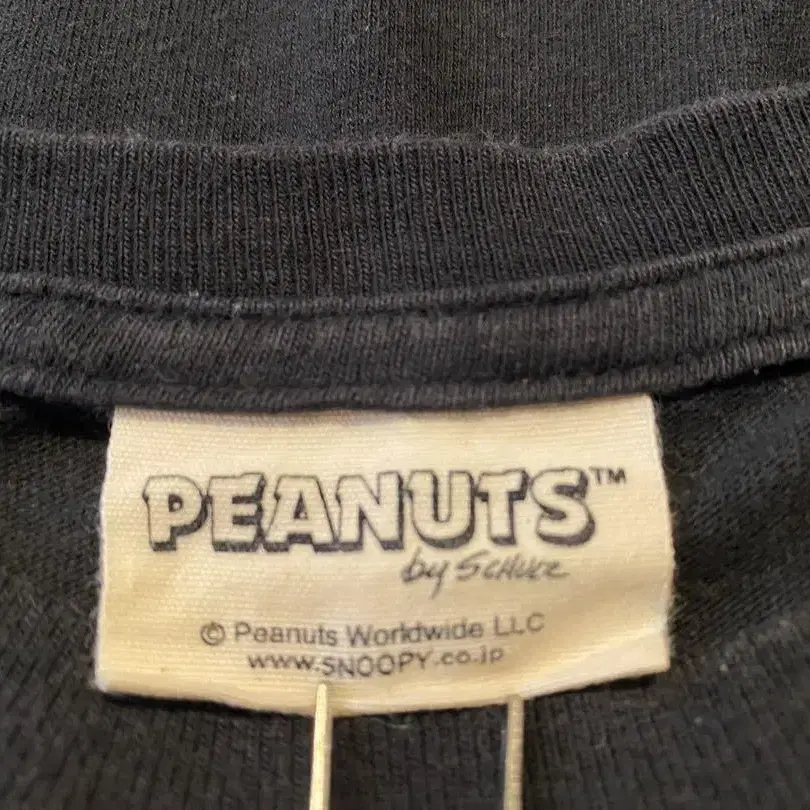 PEANUTS™
by SCHULZ
© Peanuts Worldwide LLC
www.SNOOPY.co.jp